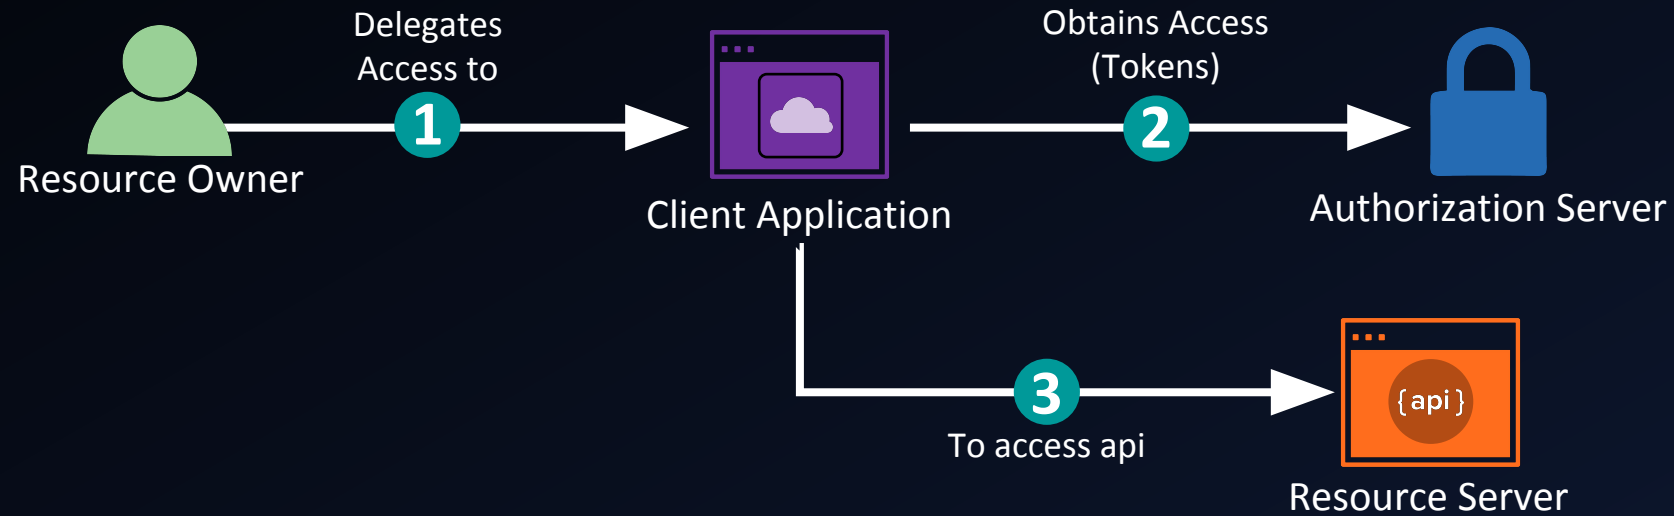 Delegates
Access to
1
Resource Owner
Client Application
Obtains Access
(Tokens)
2
Authorization Server
3
To access api
{api}
Resource Server